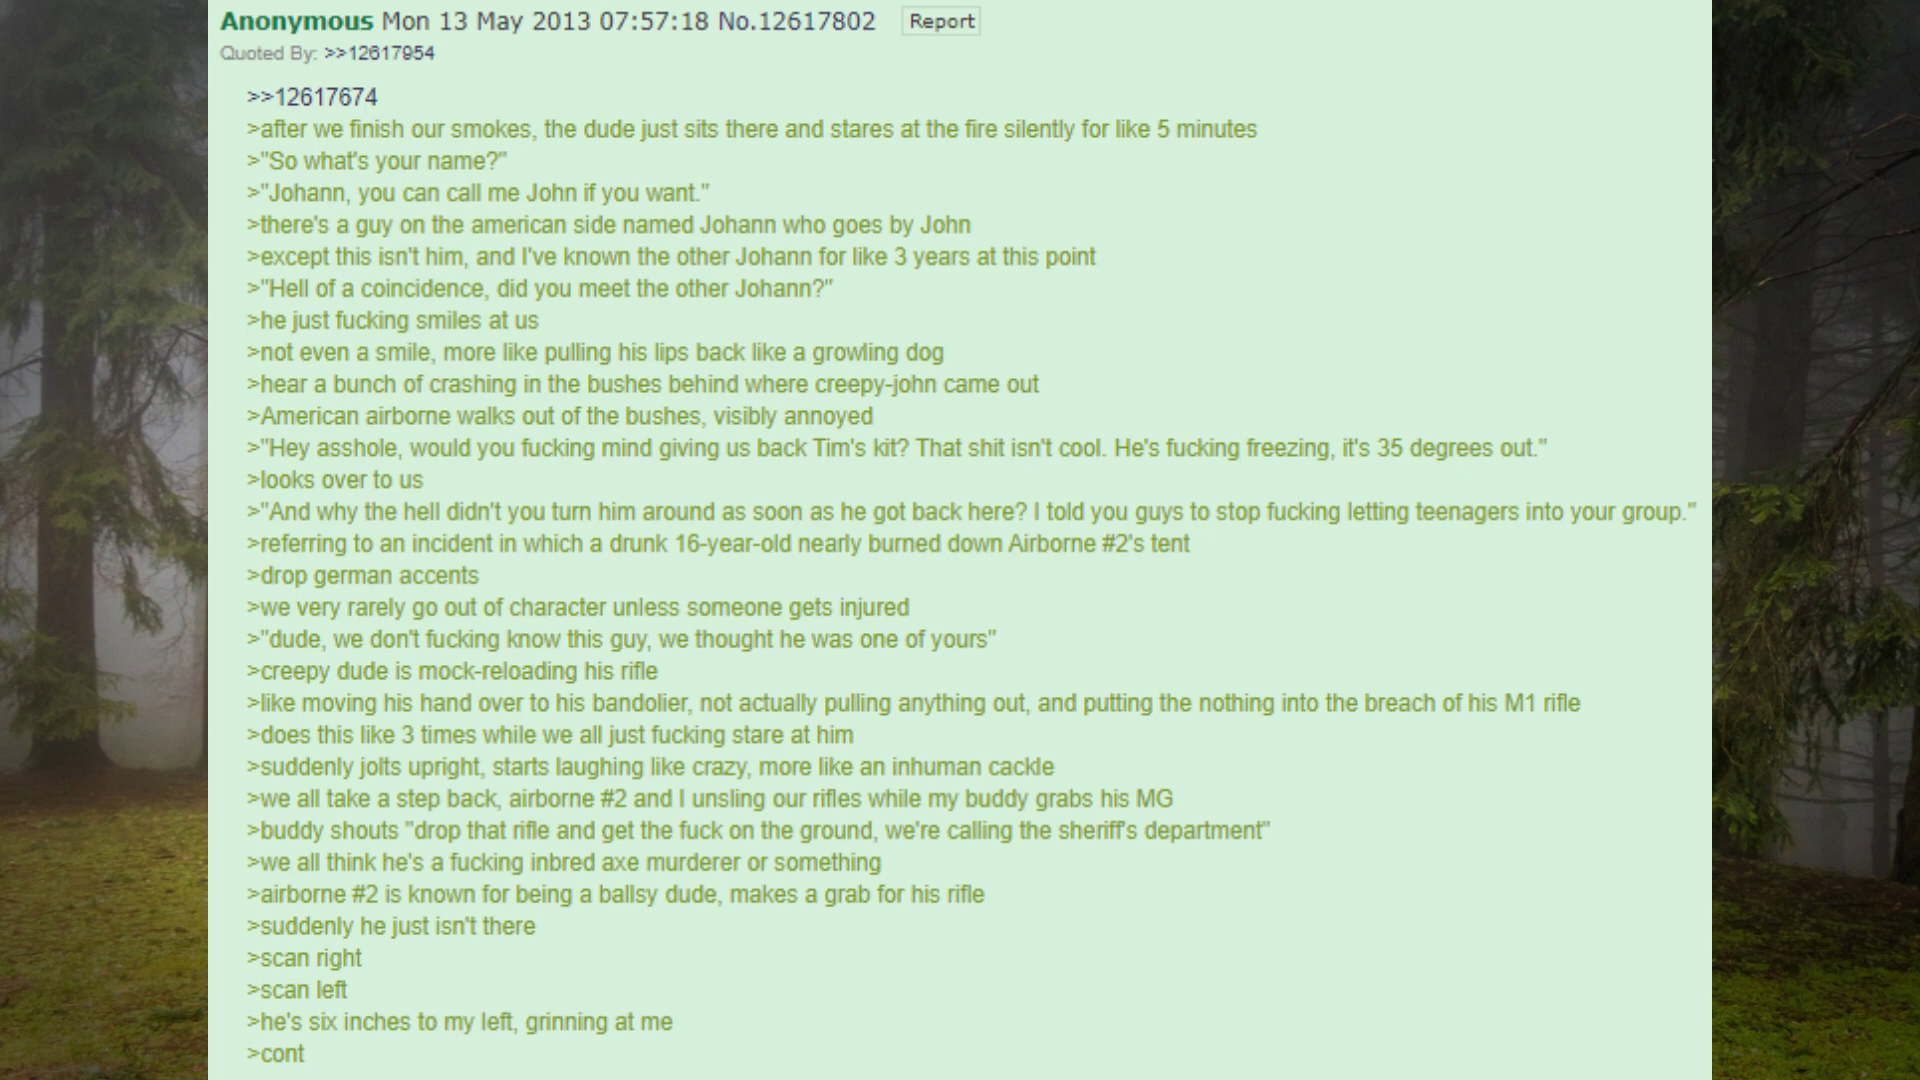 Anonymous Mon 13 May 2013 07:57:18 No.12617802 Report
Quoted By: >>12617954
>>12617674
>after we finish our smokes, the dude just sits there and stares at the fire silently for like 5 minutes
>"So what's your name?"
>"Johann, you can call me John if you want."
>there's a guy on the american side named Johann who goes by John
>except this isn't him, and I've known the other Johann for like 3 years at this point
>"Hell of a coincidence, did you meet the other Johann?"
>he just fucking smiles at us
>not even a smile, more like pulling his lips back like a growling dog
>hear a bunch of crashing in the bushes behind where creepy-john came out
>American airborne walks out of the bushes, visibly annoyed
>"Hey asshole, would you fucking mind giving us back Tim's kit? That shit isn't cool. He's fucking freezing, it's 35 degrees out."
>looks over to us
>"And why the hell didn't you turn him around as soon as he got back here? I told you guys to stop fucking letting teenagers into your group."
>referring to an incident in which a drunk 16-year-old nearly burned down Airborne #2's tent
>drop german accents
>we very rarely go out of character unless someone gets injured
>"dude, we don't fucking know this guy, we thought he was one of yours"
>creepy dude is mock-reloading his rifle
>like moving his hand over to his bandolier, not actually pulling anything out, and putting the nothing into the breach of his M1 rifle
>does this like 3 times while we all just fucking stare at him
>suddenly jolts upright, starts laughing like crazy, more like an inhuman cackle
>we all take a step back, airborne #2 and I unsling our rifles while my buddy grabs his MG
>buddy shouts "drop that rifle and get the fuck on the ground, we're calling the sheriff's department"
>we all think he's a fucking inbred axe murderer or something
>airborne #2 is known for being a ballsy dude, makes a grab for his rifle
>suddenly he just isn't there
>scan right
>scan left
>he's six inches to my left, grinning at me
>cont